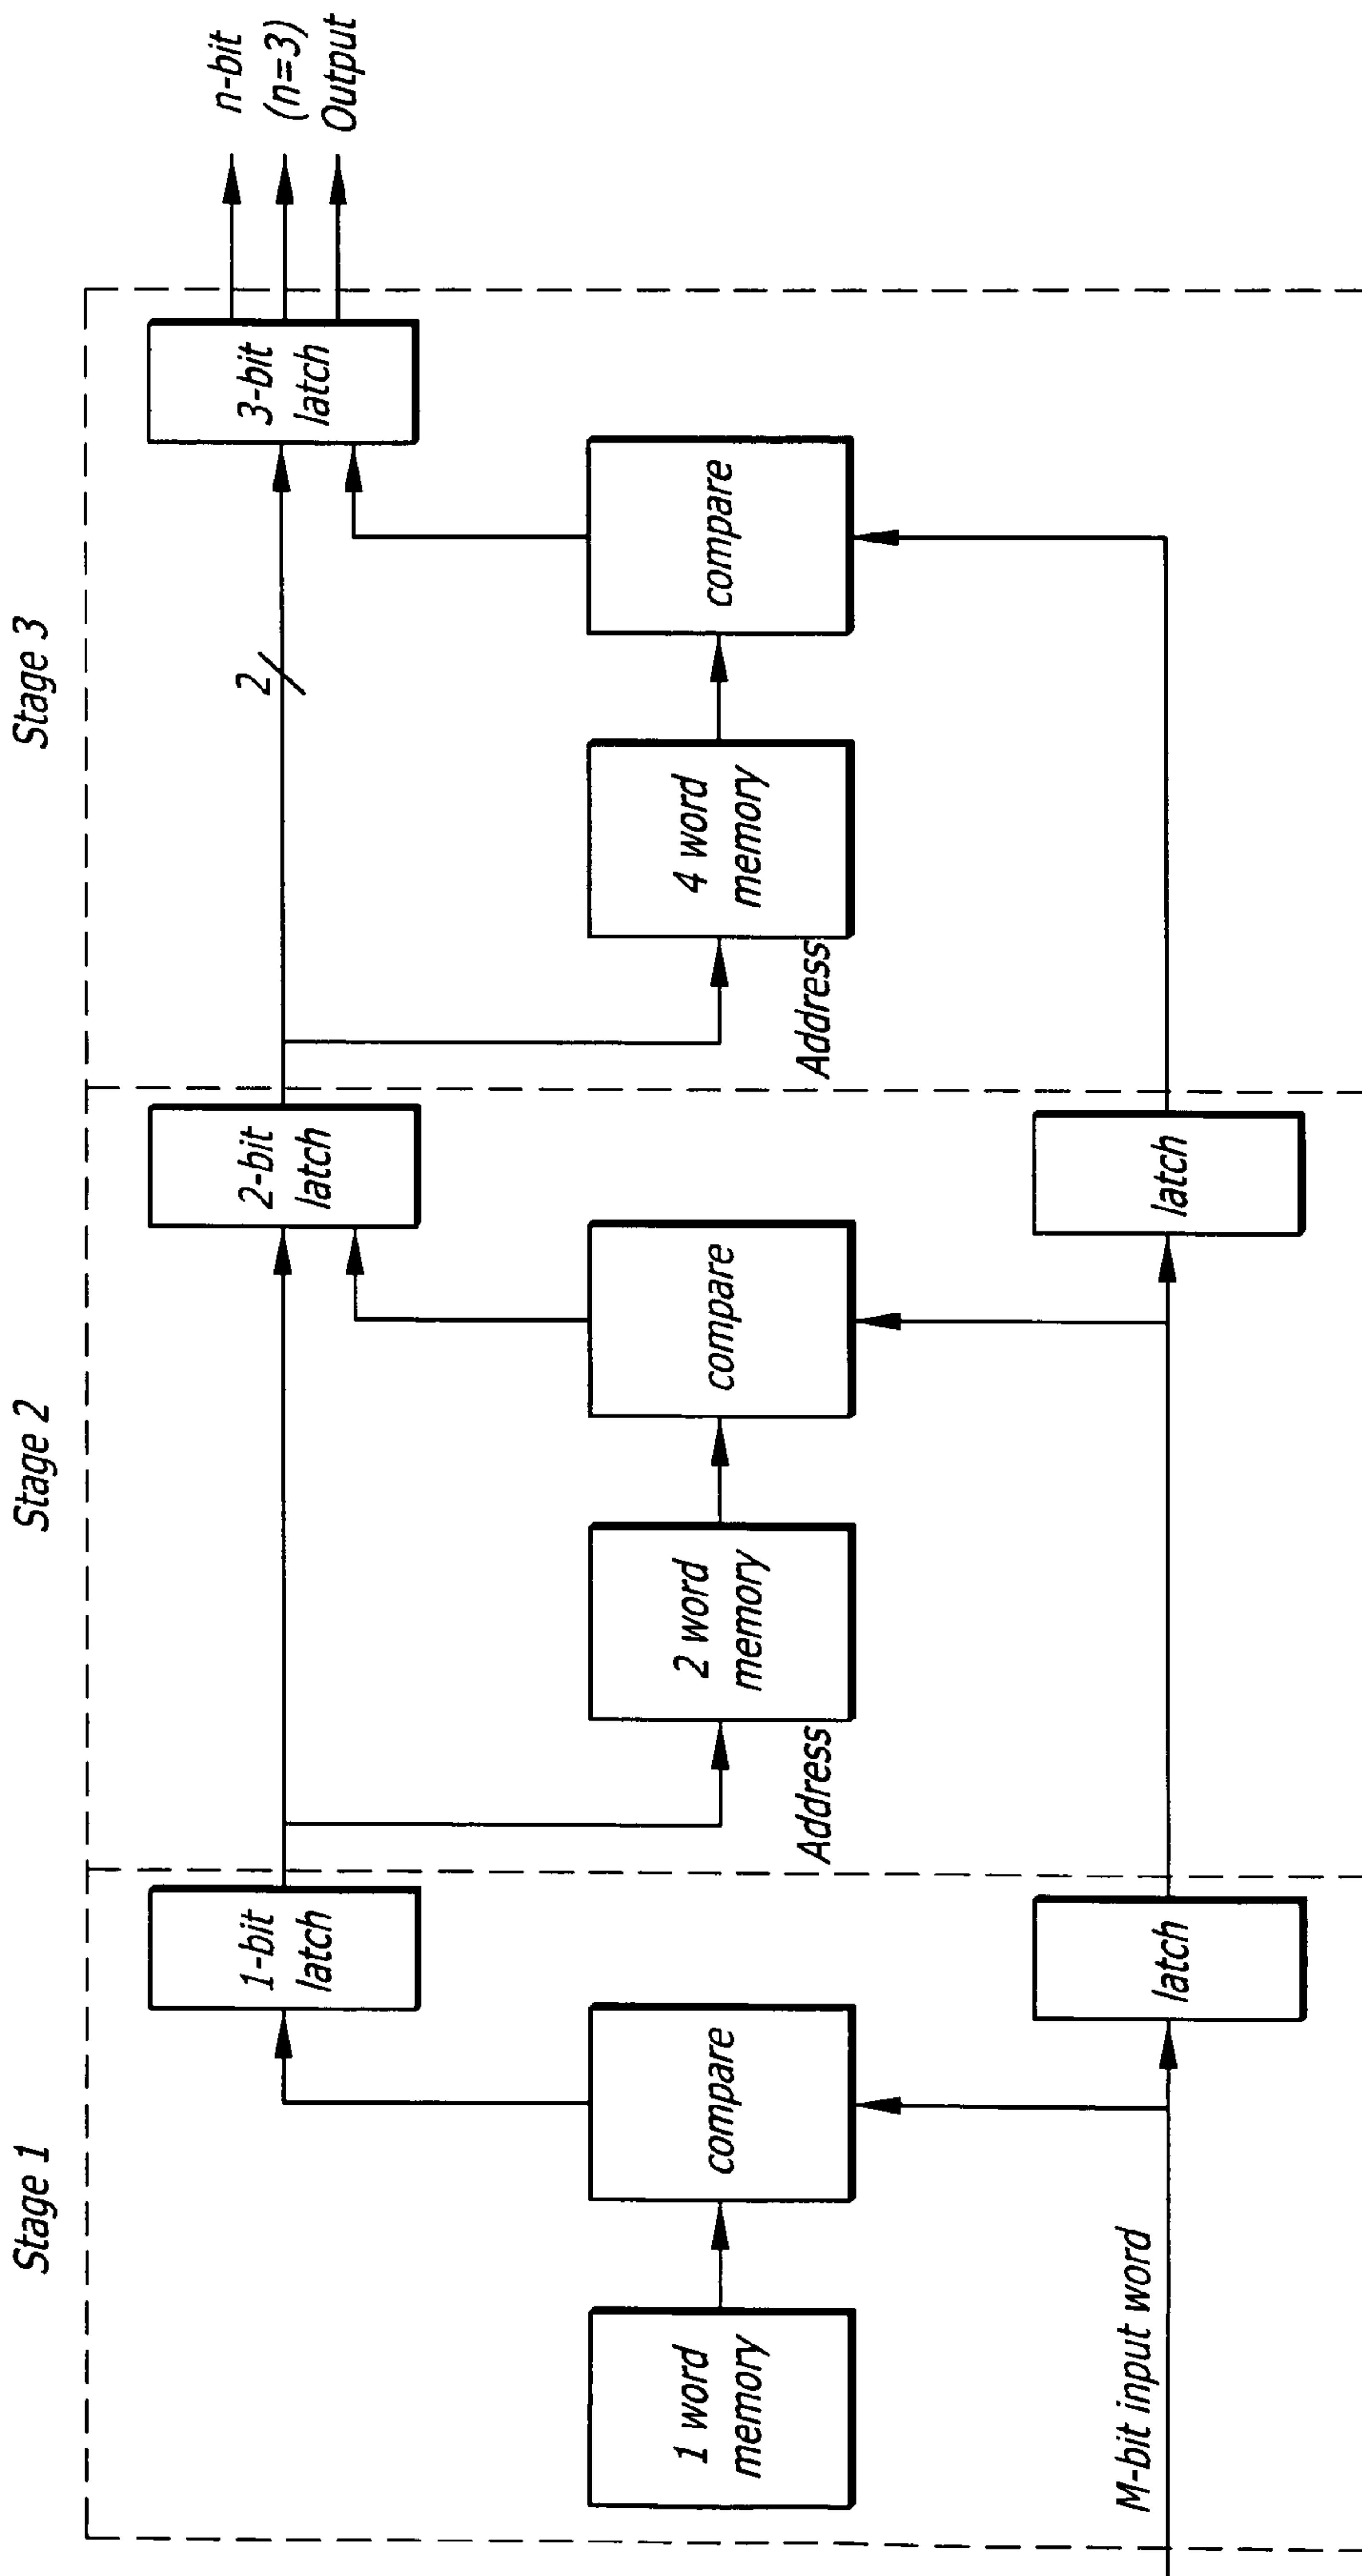 Stage 1
Stage 2
Stage 3
1-bit
latch
2-bit
latch
3-bit
latch
n-bit
(n=3)
Output
2
1 word
memory
compare
2 word
memory
compare
4 word
memory
compare
Address
Address
M-bit input word
latch
latch